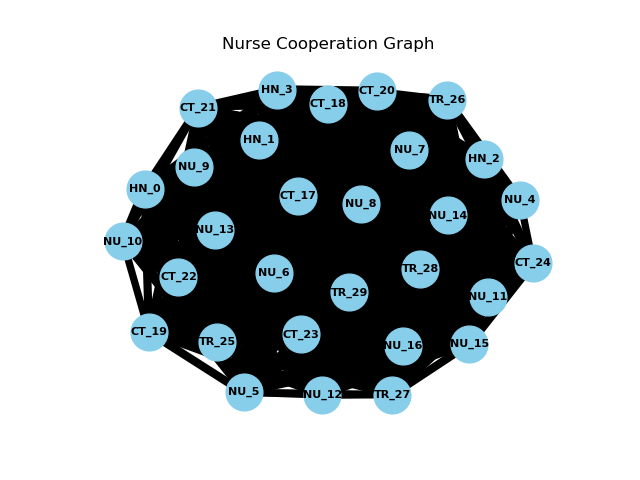 Nurse Cooperation Graph
HN_3
CT_20
CT_18
TR_26
CT_21
HN_1
NU_7
HN_2
NU_9
HN_0
CT_17
NU_8
NU_4
NU_14
NU_13
NU_10
CT_24
TR_28
NU_6
CT_22
TR_29
NU_11
CT_19
CT_23
TR_25
NU_16
NU_15
NU_5
NU_12
TR_27